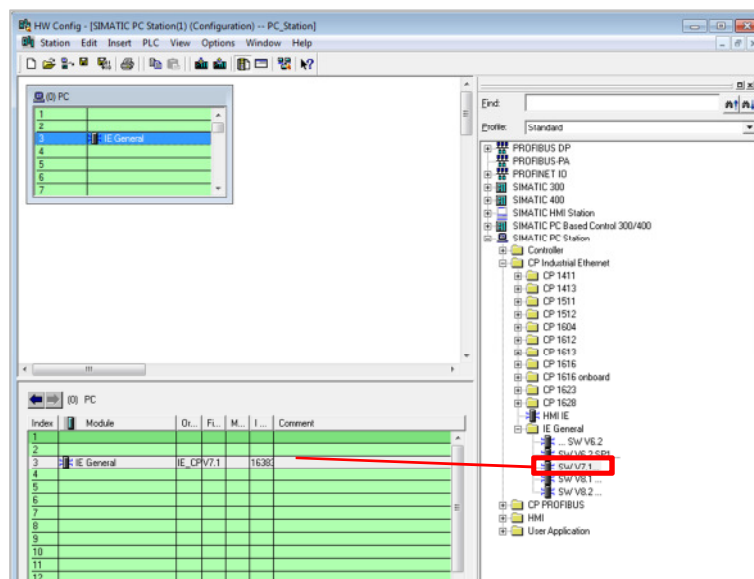 HW Config - [SIMATIC PC Station(1) (Configuration) -- PC_Station]
Station Edit Insert PLC View Options Window Help
(0) PC
1
2
3 IE General
4
5
6
7
Find:
Profile: Standard
PROFIBUS DP
PROFIBUS-PA
PROFINET IO
SIMATIC 300
SIMATIC 400
SIMATIC HMI Station
SIMATIC PC Based Control 300/400
SIMATIC PC Station
Controller
CP Industrial Ethernet
CP 1411
CP 1413
CP 1511
CP 1512
CP 1604
CP 1612
CP 1613
CP 1616
CP 1616 onboard
CP 1623
CP 1628
HMI IE
IE General
... SW V6.2
SW V6.2 SP1
SW V7.1 ...
SW V8.1 ...
SW V8.2 ...
CP PROFIBUS
HMI
User Application
(0) PC
Index Module Or... Fi... M... I ... Comment
1
2
3 IE General IE_CP V7.1 16383
4
5
6
7
8
9
10
11
12